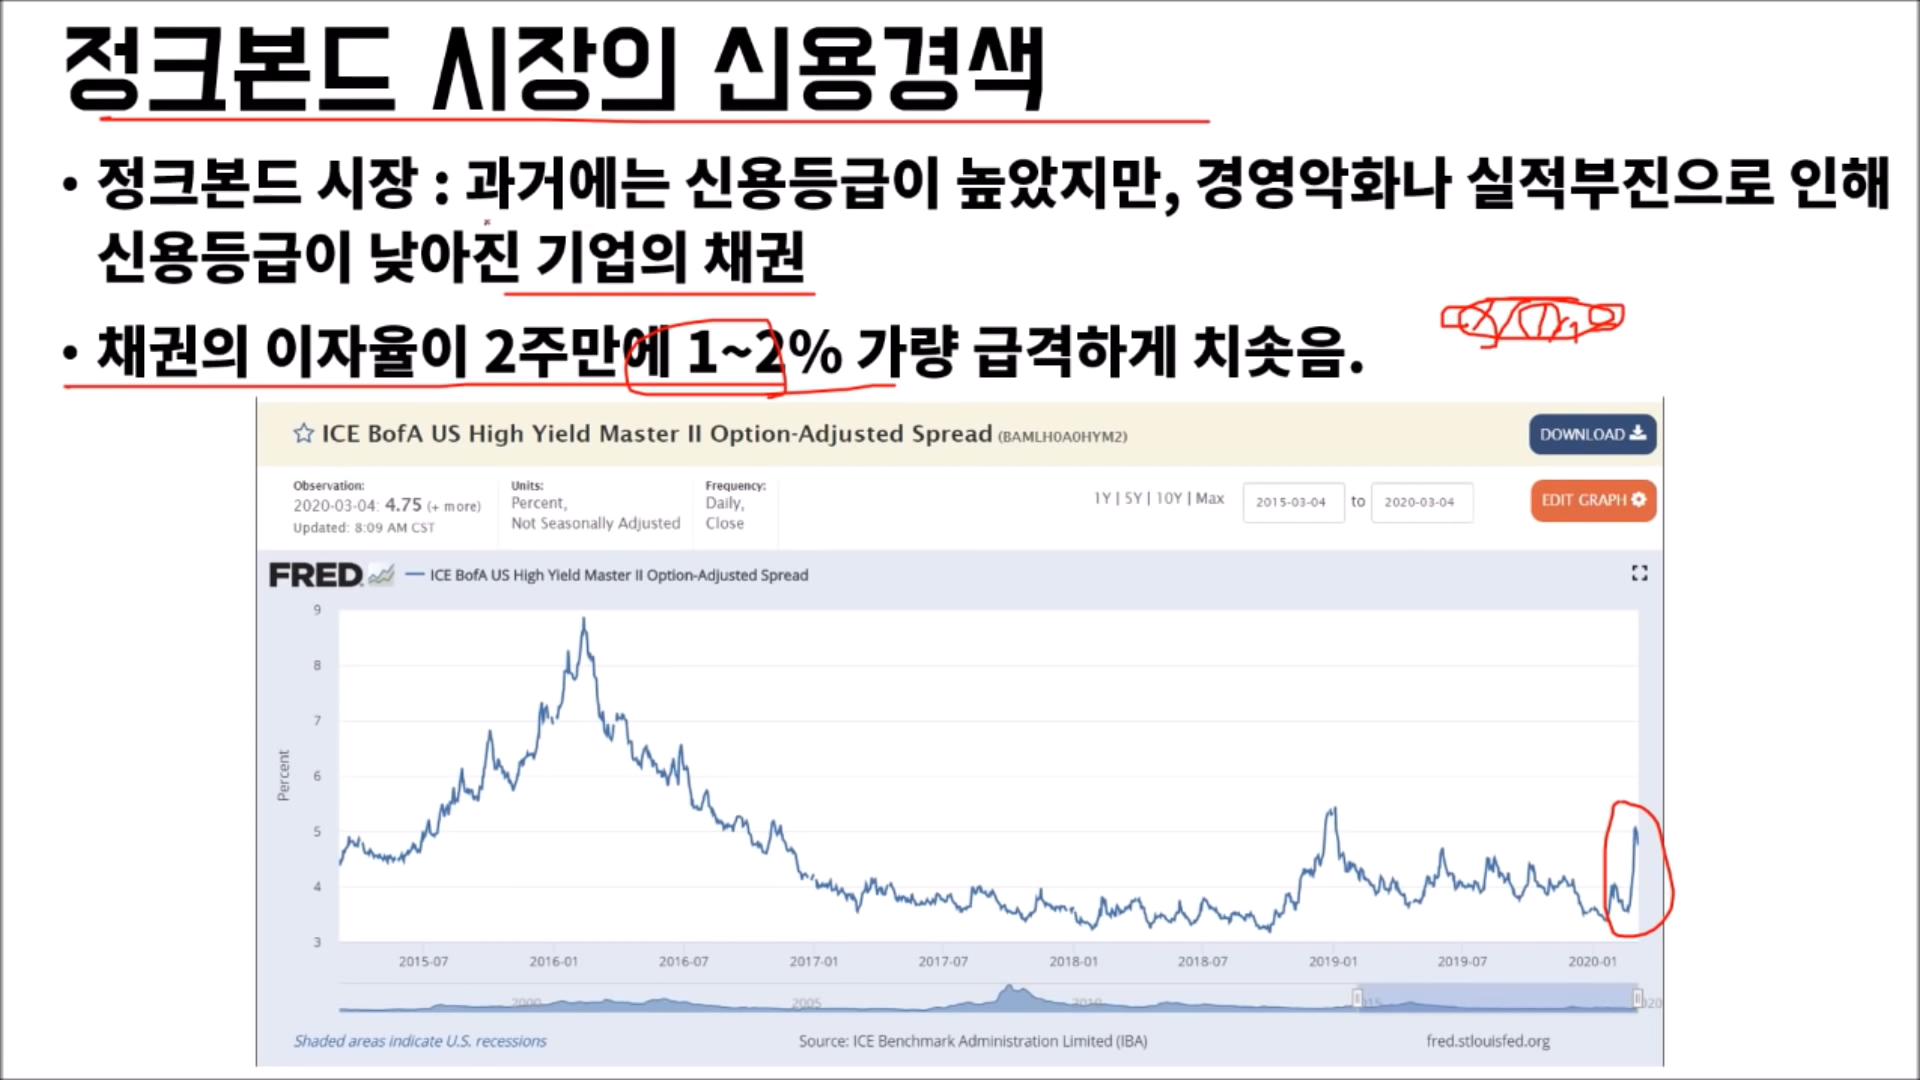 정크본드 시장의 신용경색
• 정크본드 시장 : 과거에는 신용등급이 높았지만, 경영악화나 실적부진으로 인해
신용등급이 낮아진 기업의 채권
• 채권의 이자율이 2주만에 1~2% 가량 급격하게 치솟음.
ICE BofA US High Yield Master II Option-Adjusted Spread (BAMLH0A0HYM2)
DOWNLOAD
Observation:
2020-03-04: 4.75 (+ more)
Updated: 8:09 AM CST
Units:
Percent,
Not Seasonally Adjusted
Frequency:
Daily,
Close
1Y | 5Y | 10Y | Max
2015-03-04 to 2020-03-04
EDIT GRAPH
FRED
ICE BofA US High Yield Master II Option-Adjusted Spread
9
8
7
6
5
4
3
Percent
2015-07 2016-01 2016-07 2017-01 2017-07 2018-01 2018-07 2019-01 2019-07 2020-01
2000 2005 2010 15 020
Shaded areas indicate U.S. recessions
Source: ICE Benchmark Administration Limited (IBA)
fred.stlouisfed.org